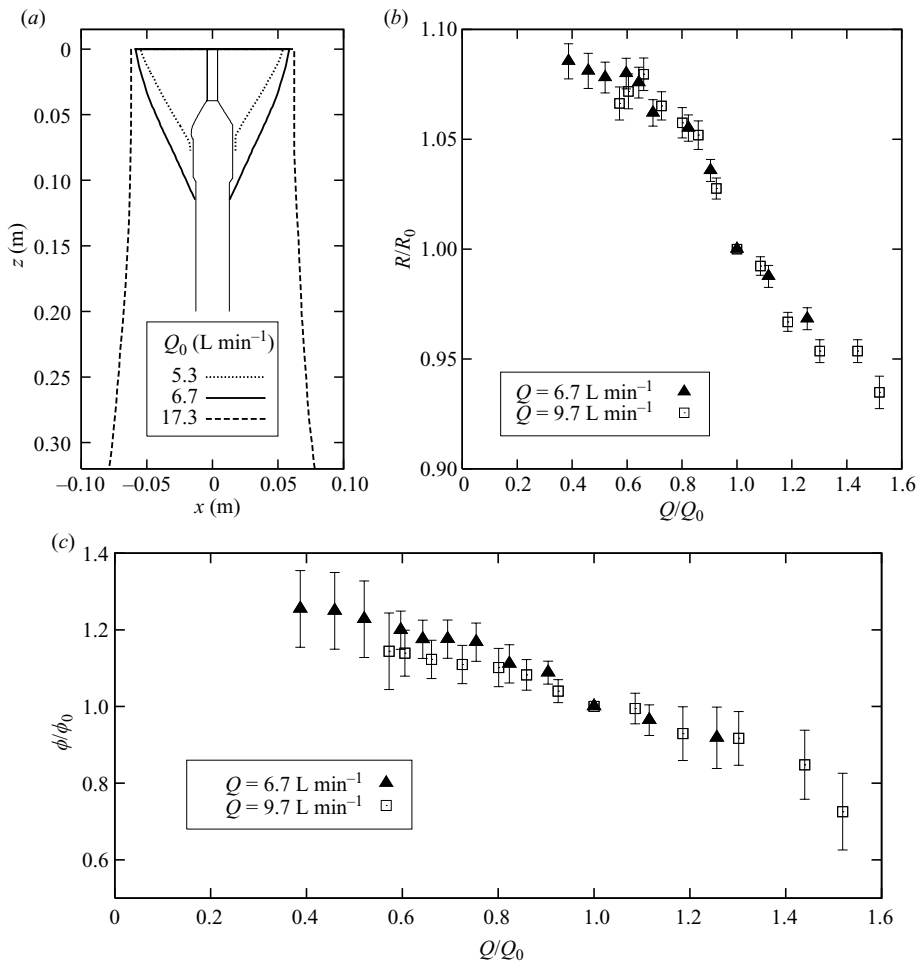 (a)
0
0.05
0.10
0.15
0.20
0.25
0.30
z (m)
Q₀ (L min⁻¹)
5.3
6.7
17.3
–0.10 –0.05 0 0.05 0.10
x (m)
(b)
1.10
1.05
1.00
0.95
0.90
R/R₀
Q = 6.7 L min⁻¹
Q = 9.7 L min⁻¹
0 0.2 0.4 0.6 0.8 1.0 1.2 1.4 1.6
Q/Q₀
(c)
1.4
1.2
1.0
0.8
0.6
ϕ/ϕ₀
Q = 6.7 L min⁻¹
Q = 9.7 L min⁻¹
0 0.2 0.4 0.6 0.8 1.0 1.2 1.4 1.6
Q/Q₀